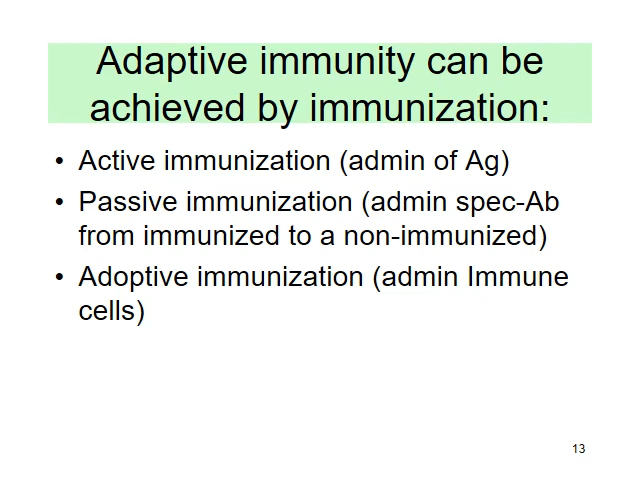 Adaptive immunity can be
achieved by immunization:
• Active immunization (admin of Ag)
• Passive immunization (admin spec-Ab
from immunized to a non-immunized)
• Adoptive immunization (admin Immune
cells)
13